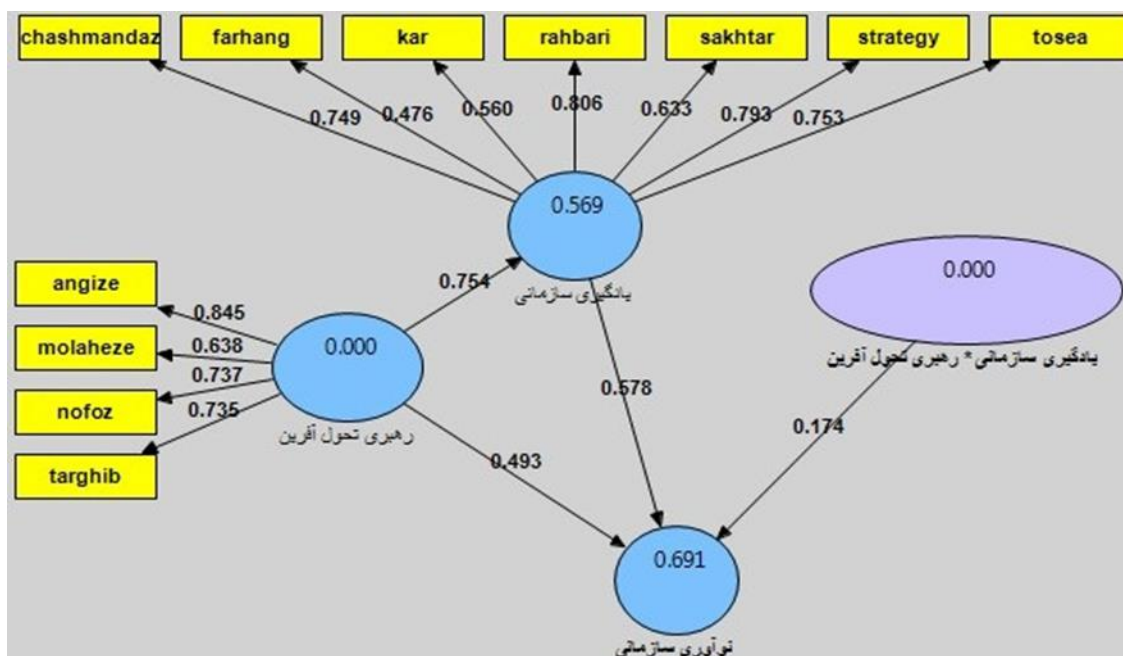 chashmandaz
farhang
kar
rahbari
sakhtar
strategy
tosea
0.749
0.476
0.560
0.806
0.633
0.793
0.753
0.569
یادگیری سازمانی
0.000
یادگیری سازمانی* رهبری تحول آفرین
angize
molaheze
nofoz
targhib
0.845
0.638
0.737
0.735
0.000
رهبری تحول آفرین
0.754
0.578
0.493
0.174
0.691
نوآوری سازمانی